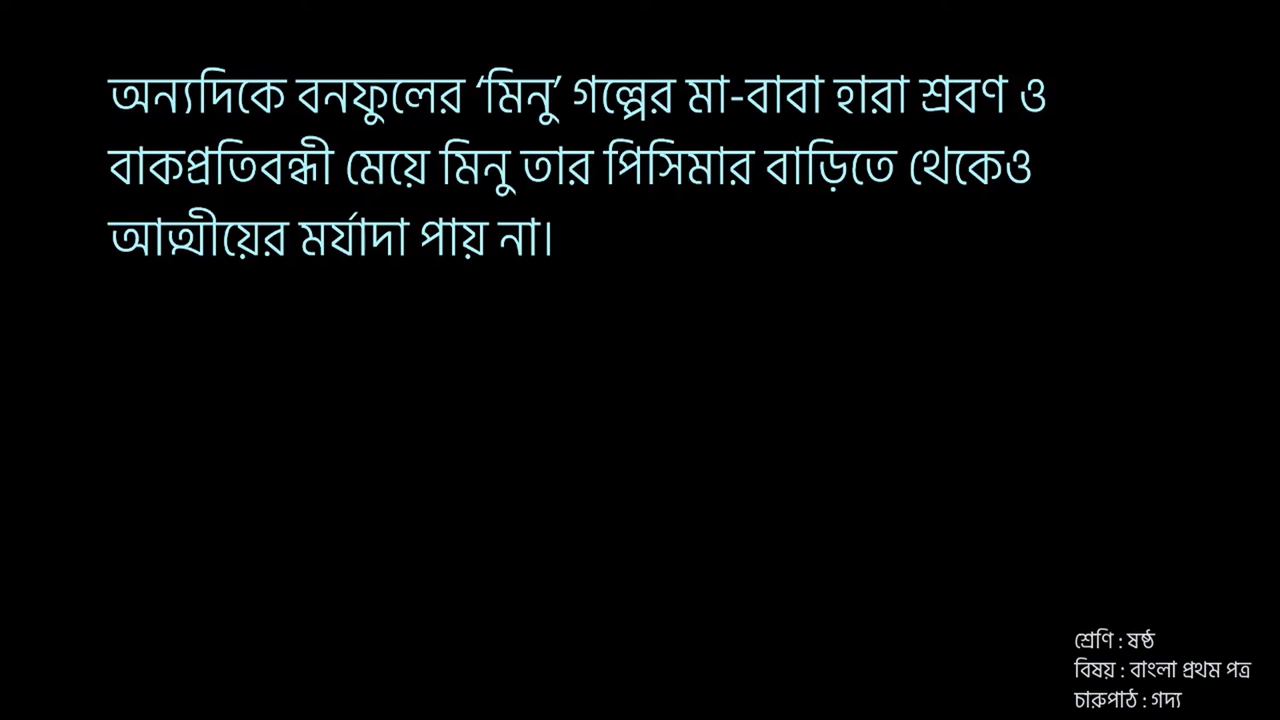 অন্যদিকে বনফুলের ‘মিনু’ গল্পের মা-বাবা হারা শ্রবণ ও
বাকপ্রতিবন্ধী মেয়ে মিনু তার পিসিমার বাড়িতে থেকেও
আত্মীয়ের মর্যাদা পায় না।
শ্রেণি : ষষ্ঠ
বিষয় : বাংলা প্রথম পত্র
চারুপাঠ : গদ্য